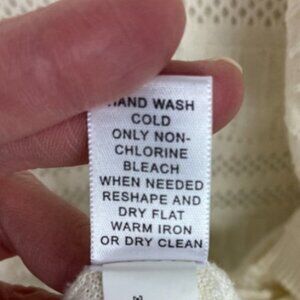 HAND WASH
COLD
ONLY NON-
CHLORINE
BLEACH
WHEN NEEDED
RESHAPE AND
DRY FLAT
WARM IRON
OR DRY CLEAN